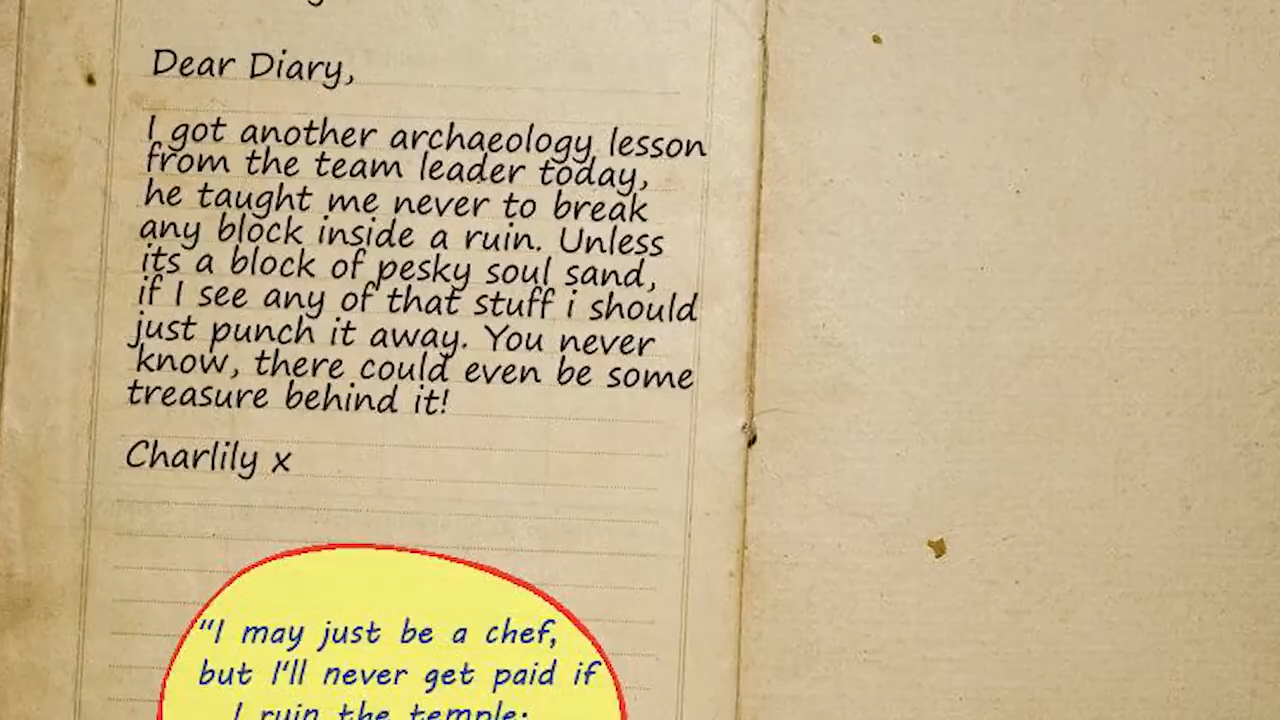 Dear Diary,
I got another archaeology lesson
from the team leader today,
he taught me never to break
any block inside a ruin. Unless
its a block of pesky soul sand,
if I see any of that stuff i should
just punch it away. You never
know, there could even be some
treasure behind it!
Charlily x
"I may just be a chef,
but I'll never get paid if
I ruin the temple;